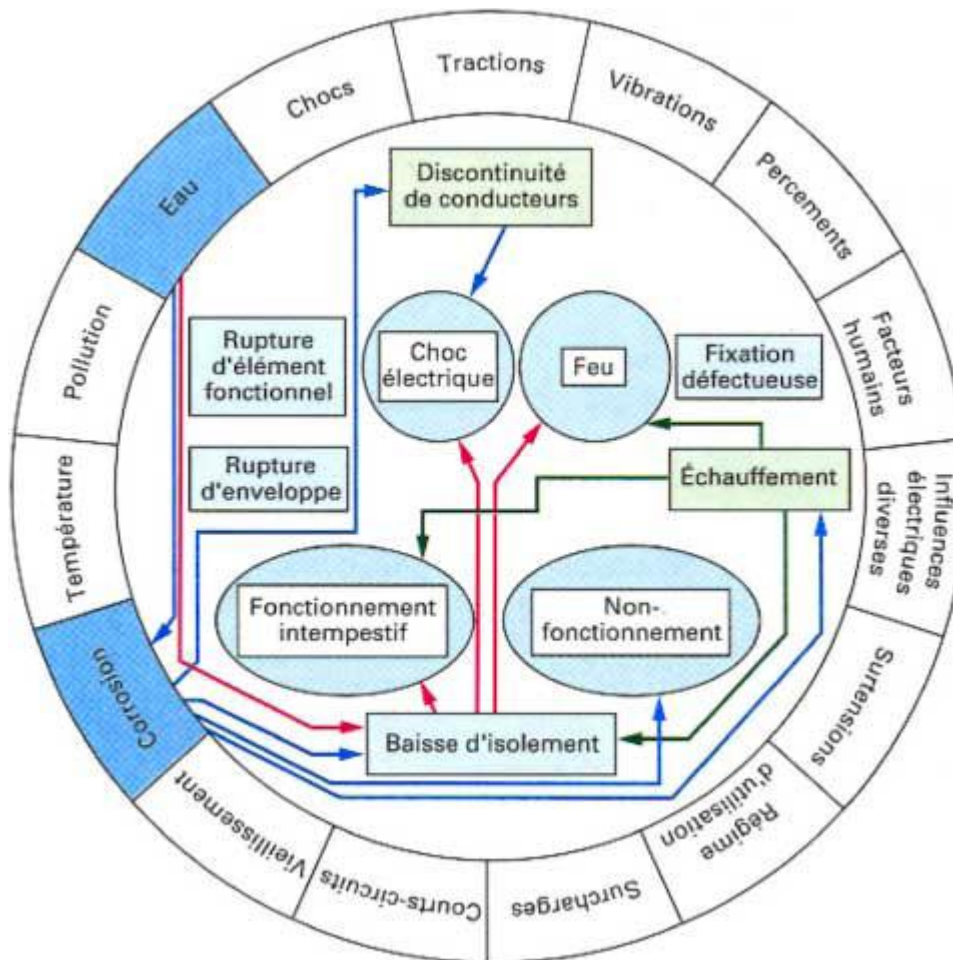 Tractions
Vibrations
Percements
Facteurs
humains
Influences
électriques
diverses
Surtensions
Régime
d'utilisation
Surcharges
Courts-circuits
Vieillissement
Corrosion
Température
Pollution
Eau
Chocs
Discontinuité
de conducteurs
Rupture
d'élément
fonctionnel
Choc
électrique
Feu
Fixation
défectueuse
Rupture
d'enveloppe
Échauffement
Fonctionnement
intempestif
Non-
fonctionnement
Baisse d'isolement